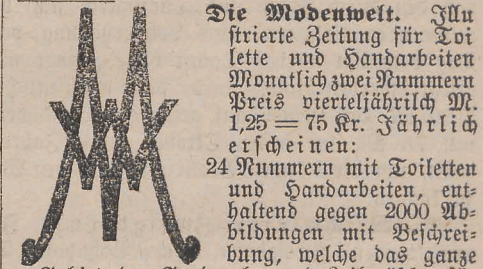 Die Modenwelt. Illu
strierte Zeitung für Toi
lette und Handarbeiten
Monatlich zwei Nummern
Preis vierteljährilch M.
1,25 = 75 Kr. Jährlich
erscheinen:
24 Nummern mit Toiletten
und Handarbeiten, ent-
haltend gegen 2000 Ab-
bildungen mit Beschrei-
bung, welche das ganze